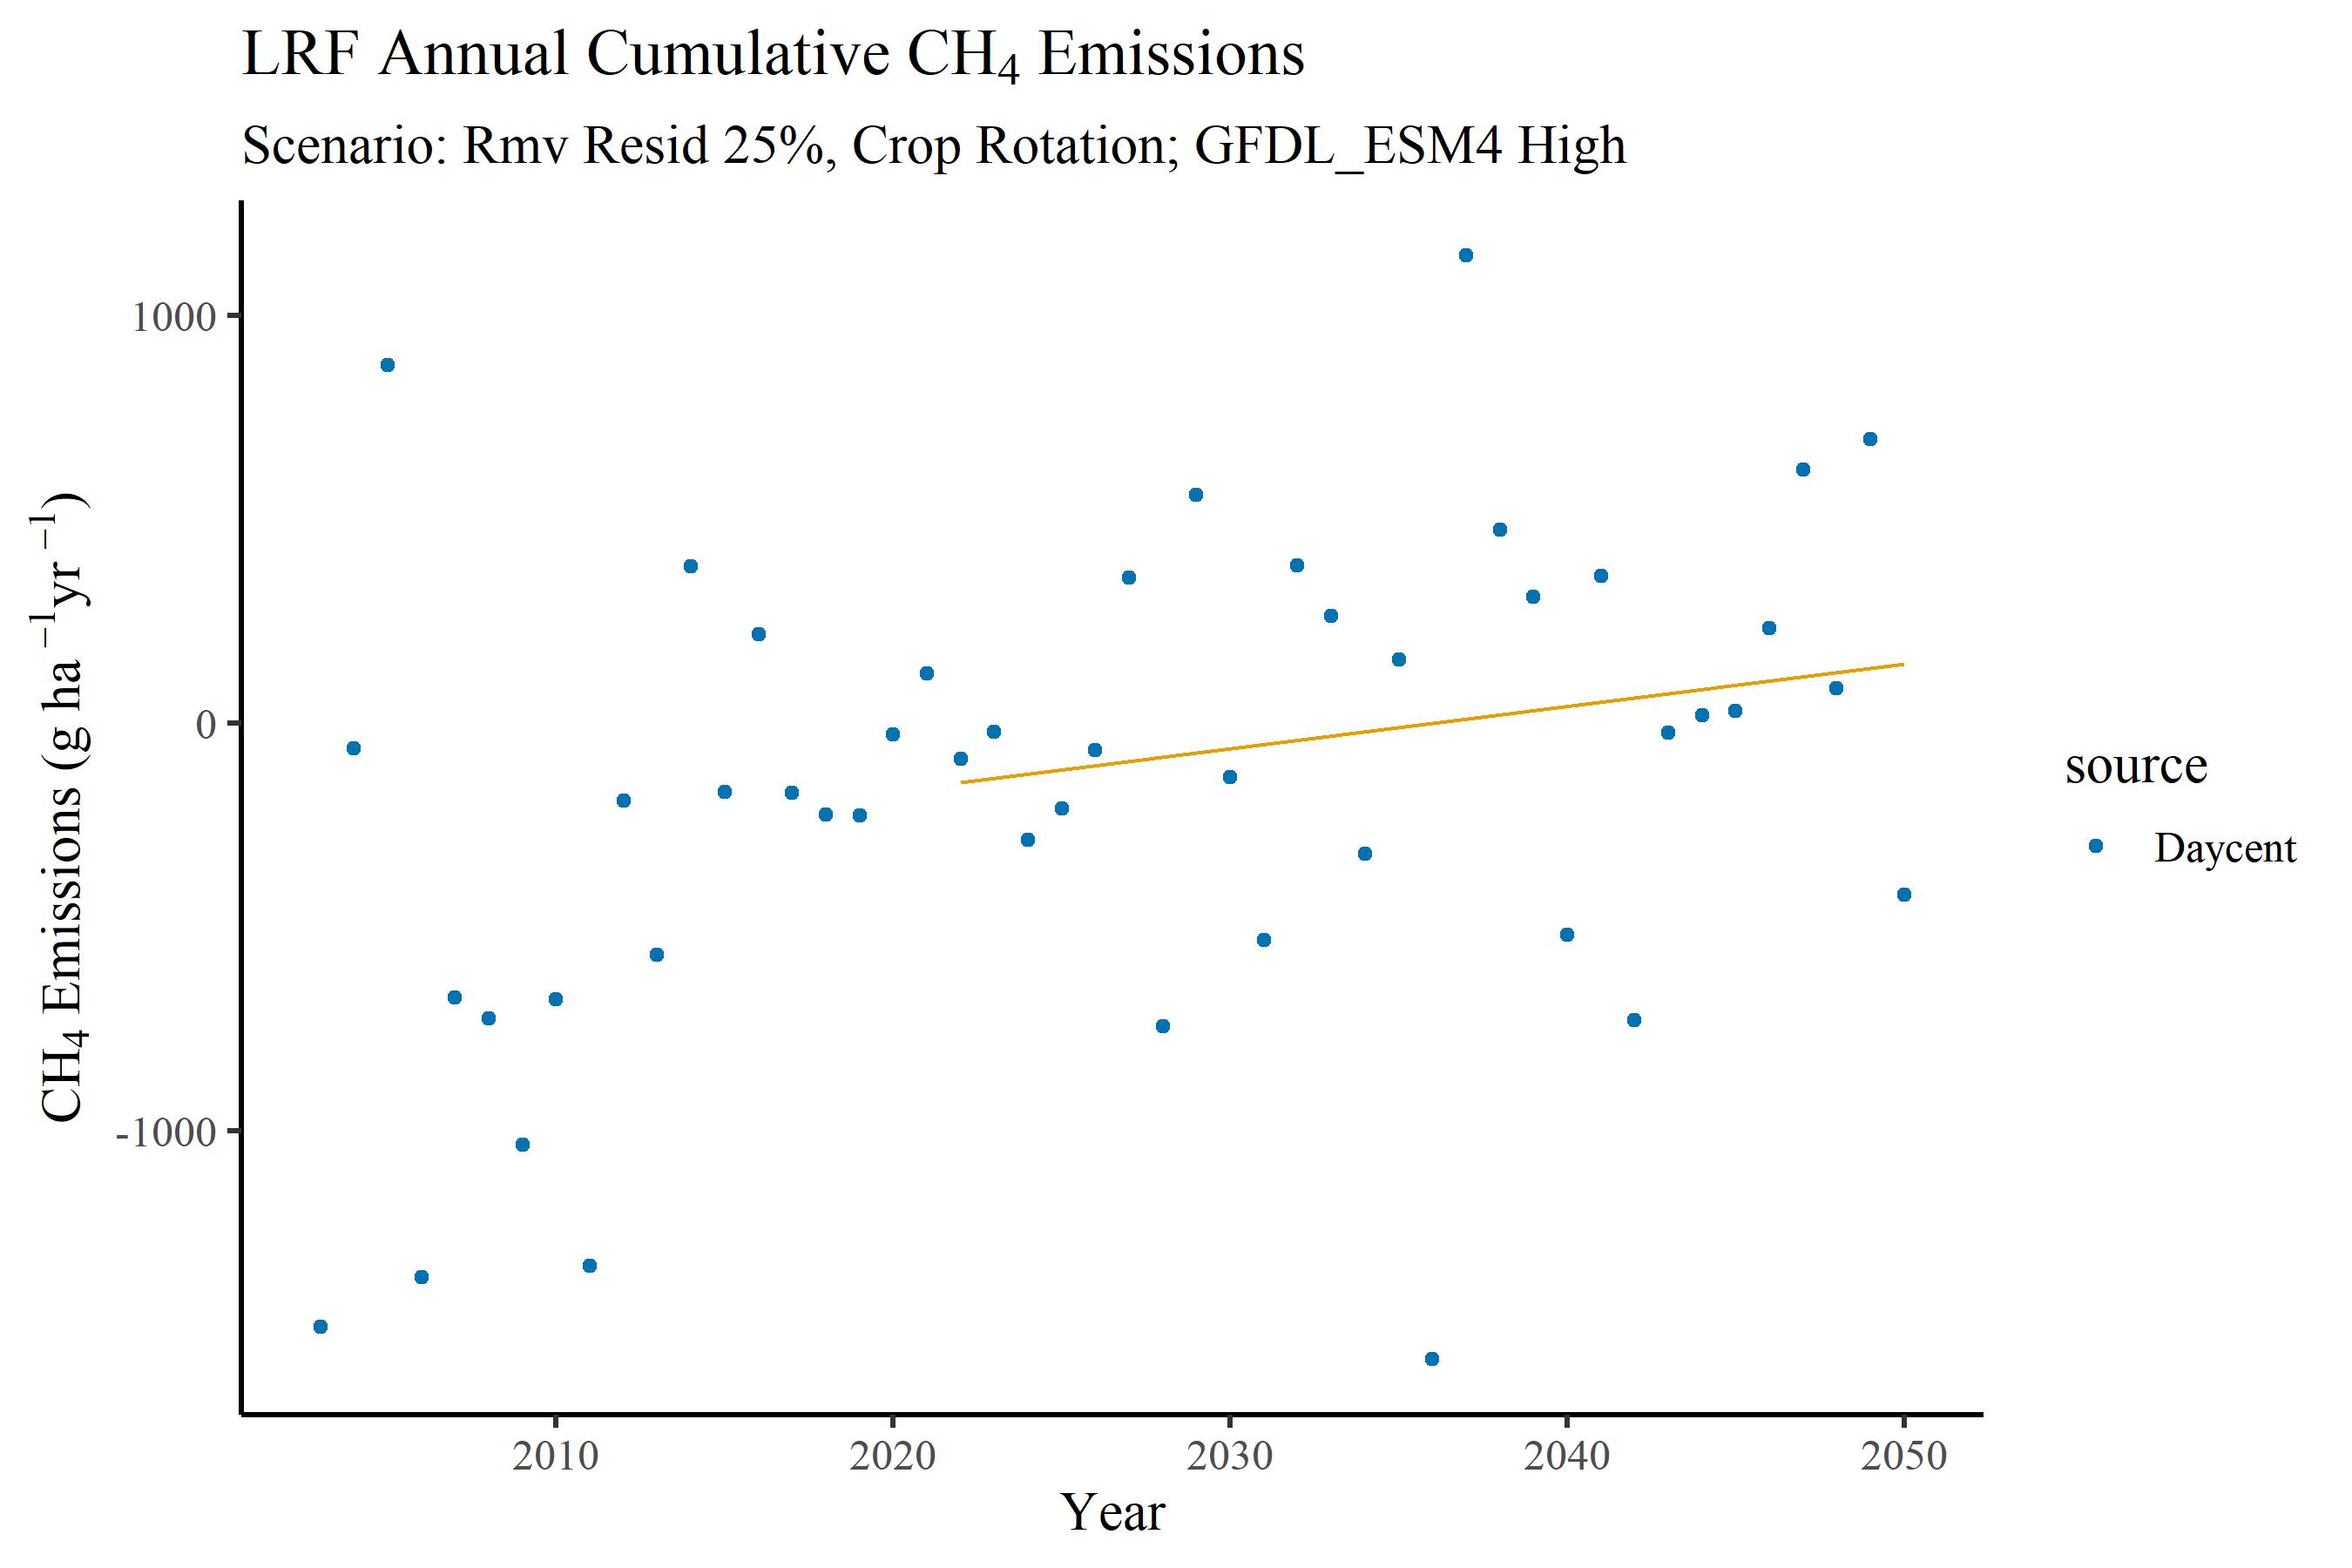 LRF Annual Cumulative CH₄ Emissions
Scenario: Rmv Resid 25%, Crop Rotation; GFDL_ESM4 High
CH₄ Emissions (g ha ⁻¹yr ⁻¹)
1000
0
-1000
2010 2020 2030 2040 2050
Year
source
Daycent